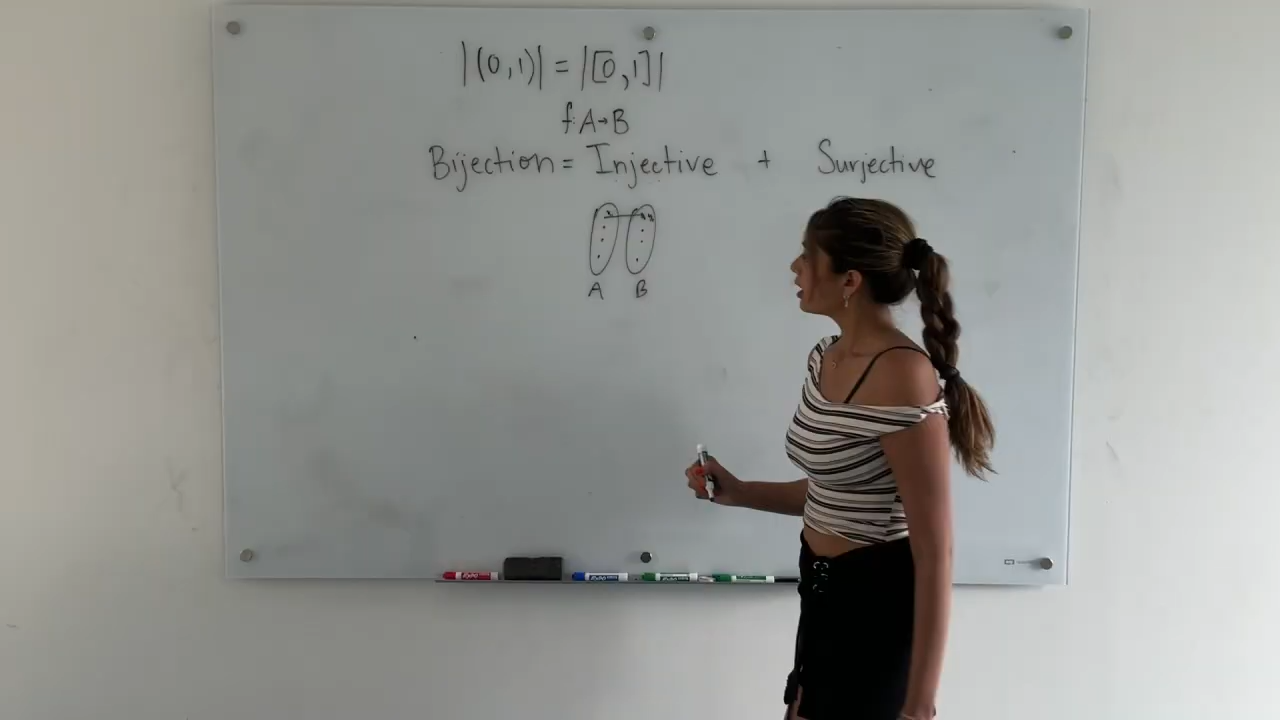 |(0,1)| = |[0,1]|
f: A→B
Bijection = Injective + Surjective
A B